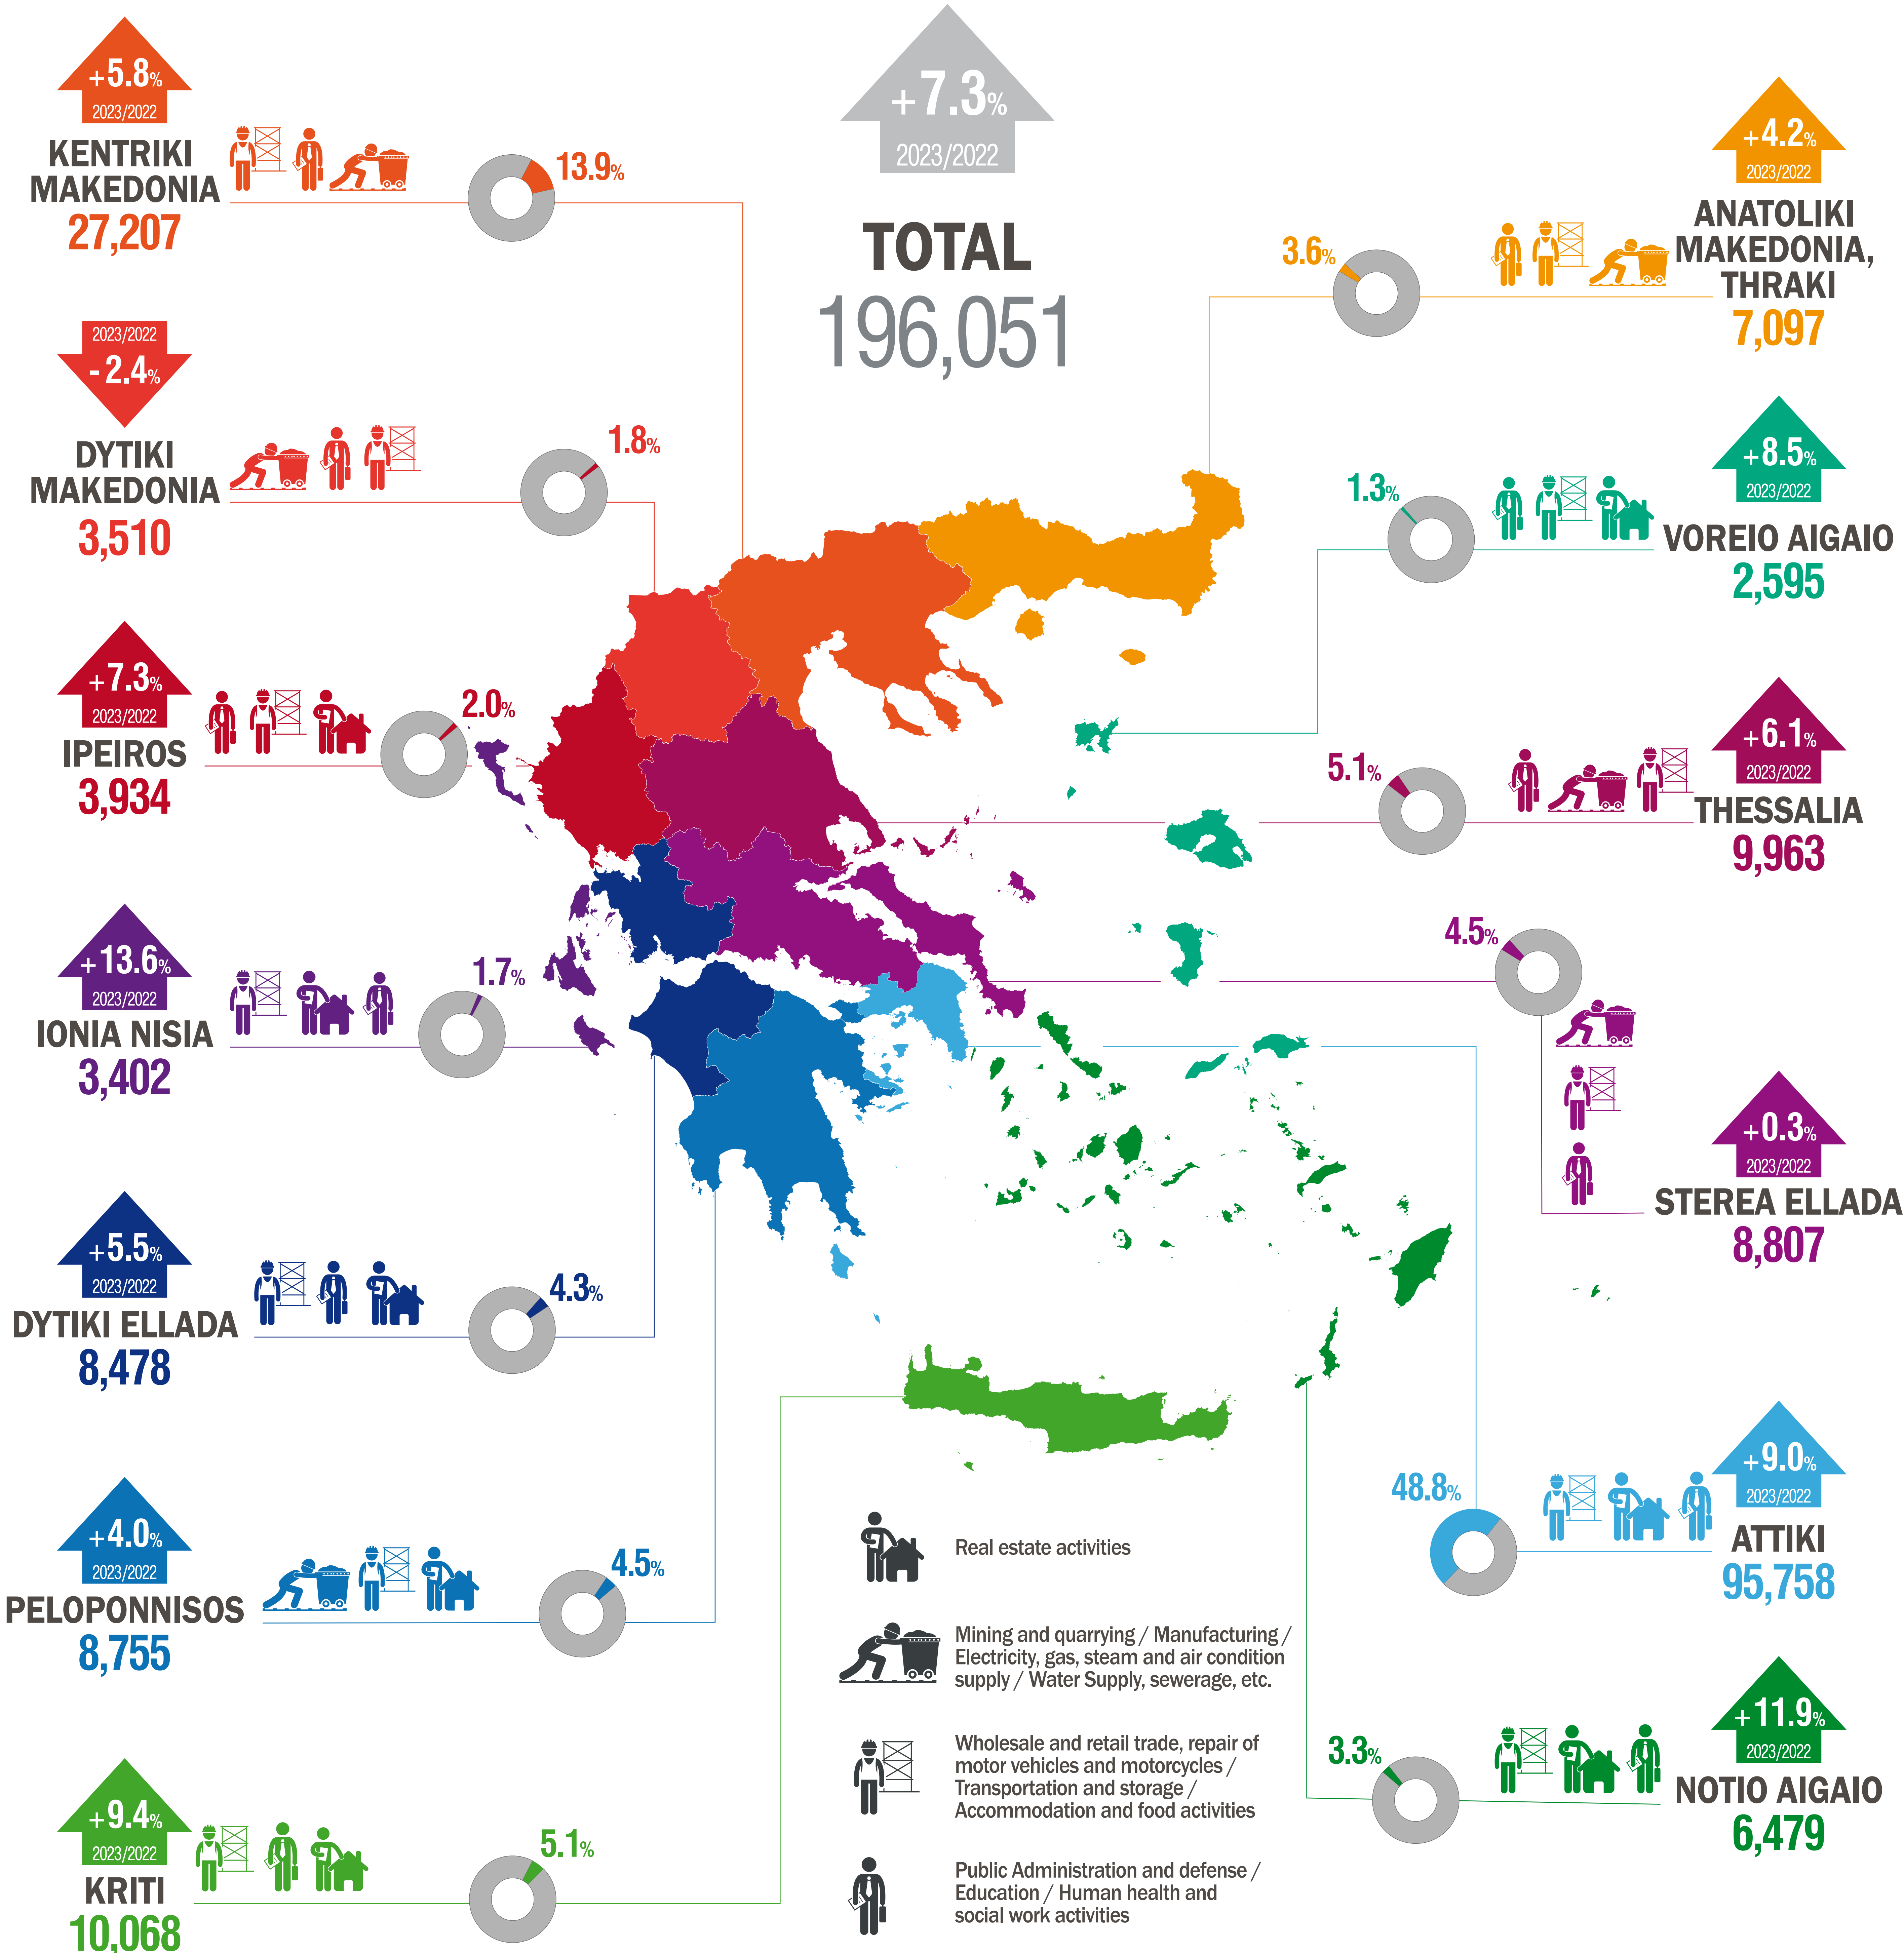 +7.3%
2023/2022
TOTAL
196,051
+5.8%
2023/2022
KENTRIKI
MAKEDONIA
27,207
13.9%
2023/2022
-2.4%
DYTIKI
MAKEDONIA
3,510
1.8%
+7.3%
2023/2022
IPEIROS
3,934
2.0%
+13.6%
2023/2022
IONIA NISIA
3,402
1.7%
+5.5%
2023/2022
DYTIKI ELLADA
8,478
4.3%
+4.0%
2023/2022
PELOPONNISOS
8,755
4.5%
+9.4%
2023/2022
KRITI
10,068
5.1%
+4.2%
2023/2022
ANATOLIKI
MAKEDONIA,
THRAKI
7,097
3.6%
+8.5%
2023/2022
VOREIO AIGAIO
2,595
1.3%
+6.1%
2023/2022
THESSALIA
9,963
5.1%
4.5%
+0.3%
2023/2022
STEREA ELLADA
8,807
+9.0%
2023/2022
ATTIKI
95,758
48.8%
+11.9%
2023/2022
NOTIO AIGAIO
6,479
3.3%
Real estate activities
Mining and quarrying / Manufacturing /
Electricity, gas, steam and air condition
supply / Water Supply, sewerage, etc.
Wholesale and retail trade, repair of
motor vehicles and motorcycles /
Transportation and storage /
Accommodation and food activities
Public Administration and defense /
Education / Human health and
social work activities